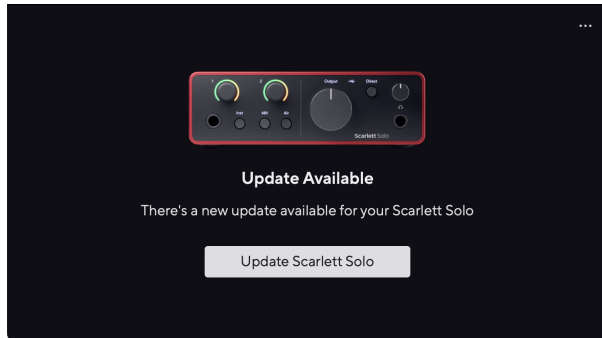 ...
1
2
Output
Direct
Inst
48V
Air
Scarlett Solo
Update Available
There's a new update available for your Scarlett Solo
Update Scarlett Solo